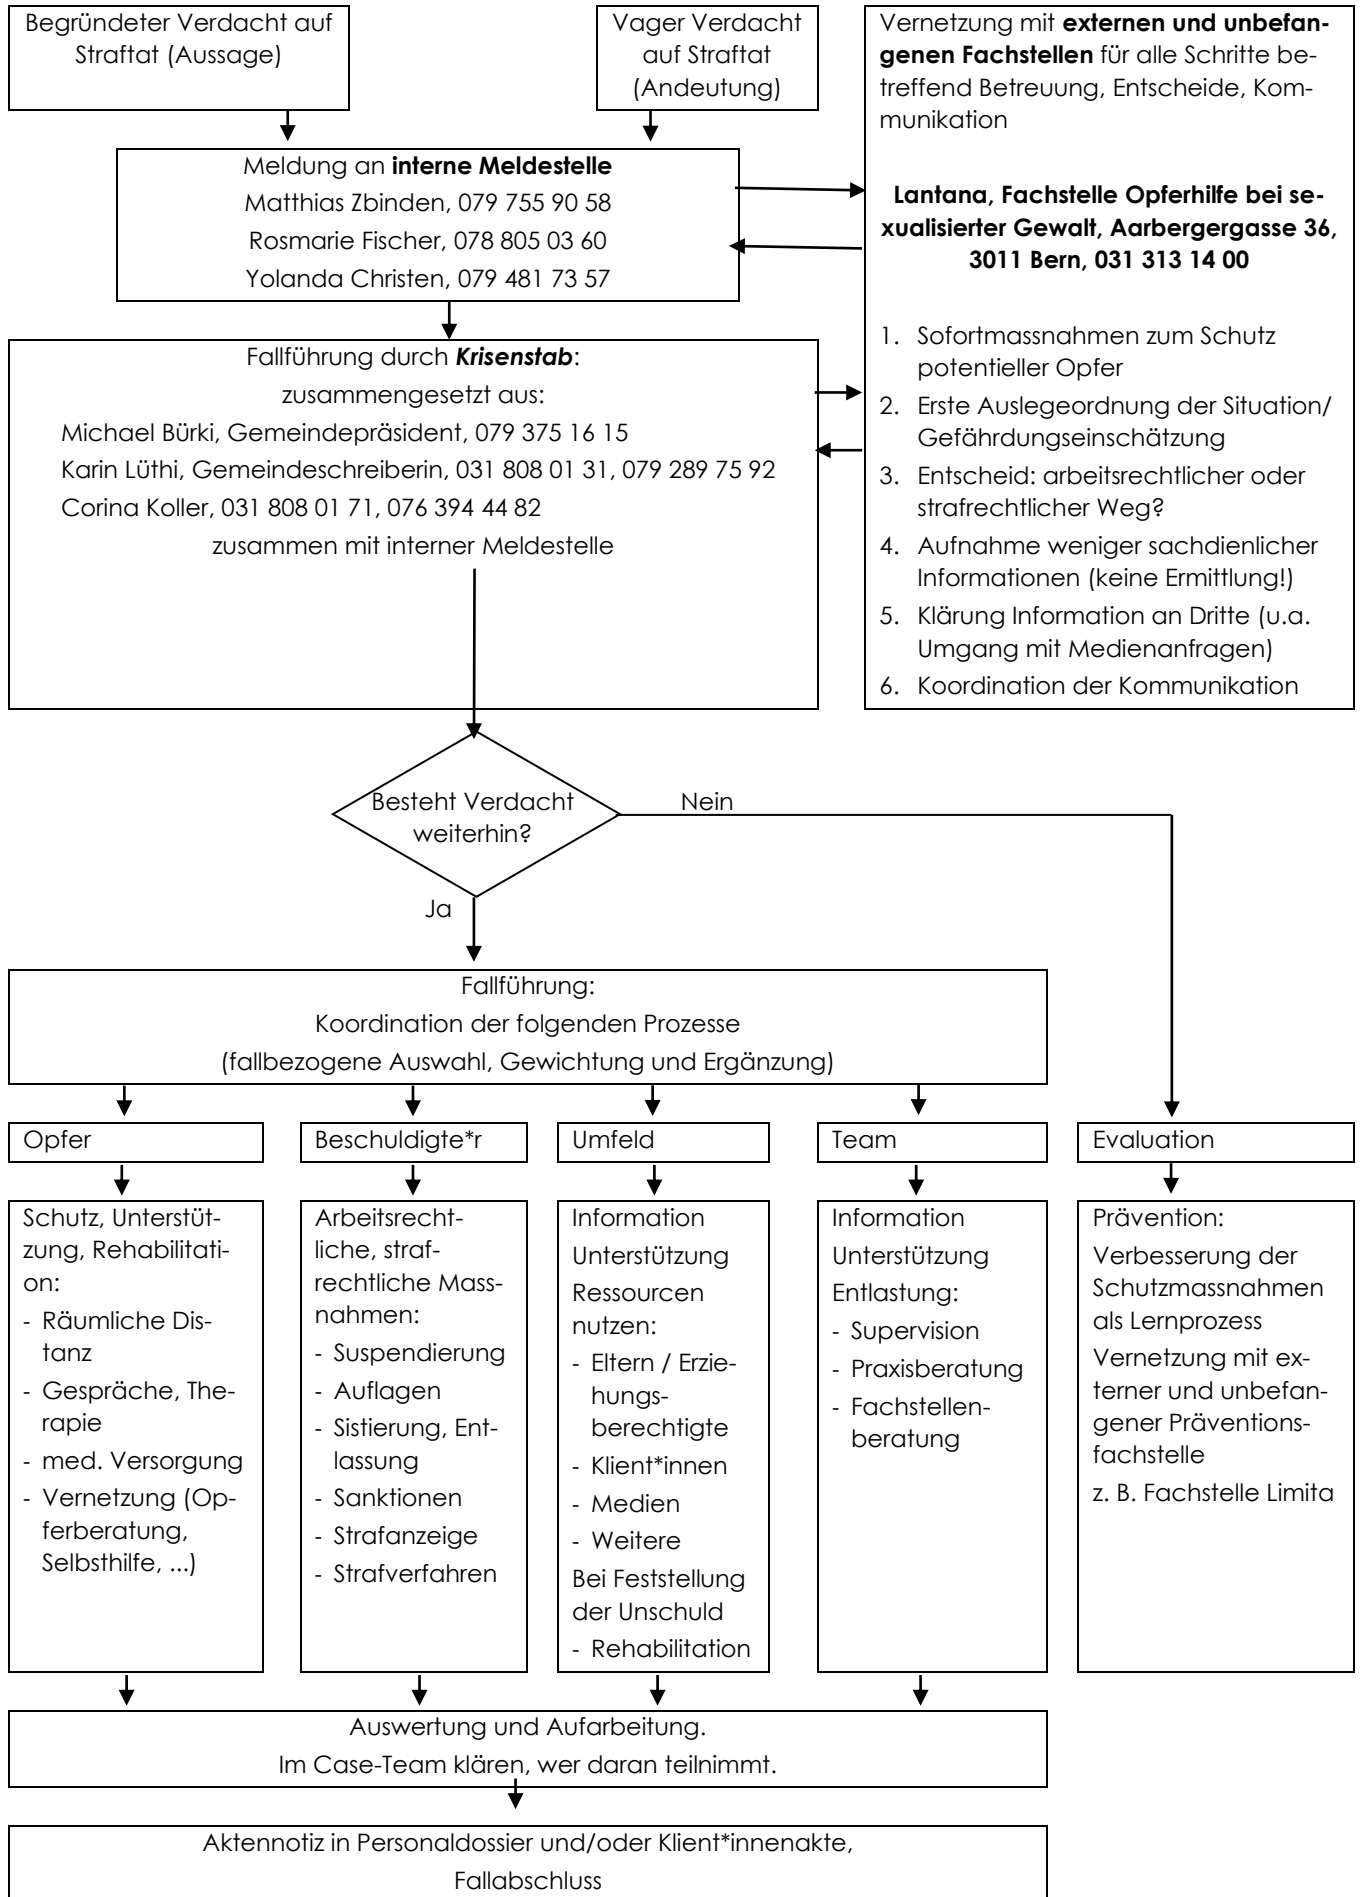 Begründeter Verdacht auf
Straftat (Aussage)
Vager Verdacht
auf Straftat
(Andeutung)
Vernetzung mit externen und unbefan-
genen Fachstellen für alle Schritte be-
treffend Betreuung, Entscheide, Kom-
munikation
Lantana, Fachstelle Opferhilfe bei se-
xualisierter Gewalt, Aarbergergasse 36,
3011 Bern, 031 313 14 00
1. Sofortmassnahmen zum Schutz
potentieller Opfer
2. Erste Auslegeordnung der Situation/
Gefährdungseinschätzung
3. Entscheid: arbeitsrechtlicher oder
strafrechtlicher Weg?
4. Aufnahme weniger sachdienlicher
Informationen (keine Ermittlung!)
5. Klärung Information an Dritte (u.a.
Umgang mit Medienanfragen)
6. Koordination der Kommunikation
Meldung an interne Meldestelle
Matthias Zbinden, 079 755 90 58
Rosmarie Fischer, 078 805 03 60
Yolanda Christen, 079 481 73 57
Fallführung durch Krisenstab:
zusammengesetzt aus:
Michael Bürki, Gemeindepräsident, 079 375 16 15
Karin Lüthi, Gemeindeschreiberin, 031 808 01 31, 079 289 75 92
Corina Koller, 031 808 01 71, 076 394 44 82
zusammen mit interner Meldestelle
Besteht Verdacht
weiterhin?
Nein
Ja
Fallführung:
Koordination der folgenden Prozesse
(fallbezogene Auswahl, Gewichtung und Ergänzung)
Opfer
Schutz, Unterstüt-
zung, Rehabilitati-
on:
- Räumliche Dis-
tanz
- Gespräche, The-
rapie
- med. Versorgung
- Vernetzung (Op-
ferberatung,
Selbsthilfe, ...)
Beschuldigte*r
Arbeitsrecht-
liche, straf-
rechtliche Mass-
nahmen:
- Suspendierung
- Auflagen
- Sistierung, Ent-
lassung
- Sanktionen
- Strafanzeige
- Strafverfahren
Umfeld
Information
Unterstützung
Ressourcen
nutzen:
- Eltern / Erzie-
hungs-
berechtigte
- Klient*innen
- Medien
- Weitere
Bei Feststellung
der Unschuld
- Rehabilitation
Team
Information
Unterstützung
Entlastung:
- Supervision
- Praxisberatung
- Fachstellen-
beratung
Evaluation
Prävention:
Verbesserung der
Schutzmassnahmen
als Lernprozess
Vernetzung mit ex-
terner und unbefan-
gener Präventions-
fachstelle
z. B. Fachstelle Limita
Auswertung und Aufarbeitung.
Im Case-Team klären, wer daran teilnimmt.
Aktennotiz in Personaldossier und/oder Klient*innenakte,
Fallabschluss